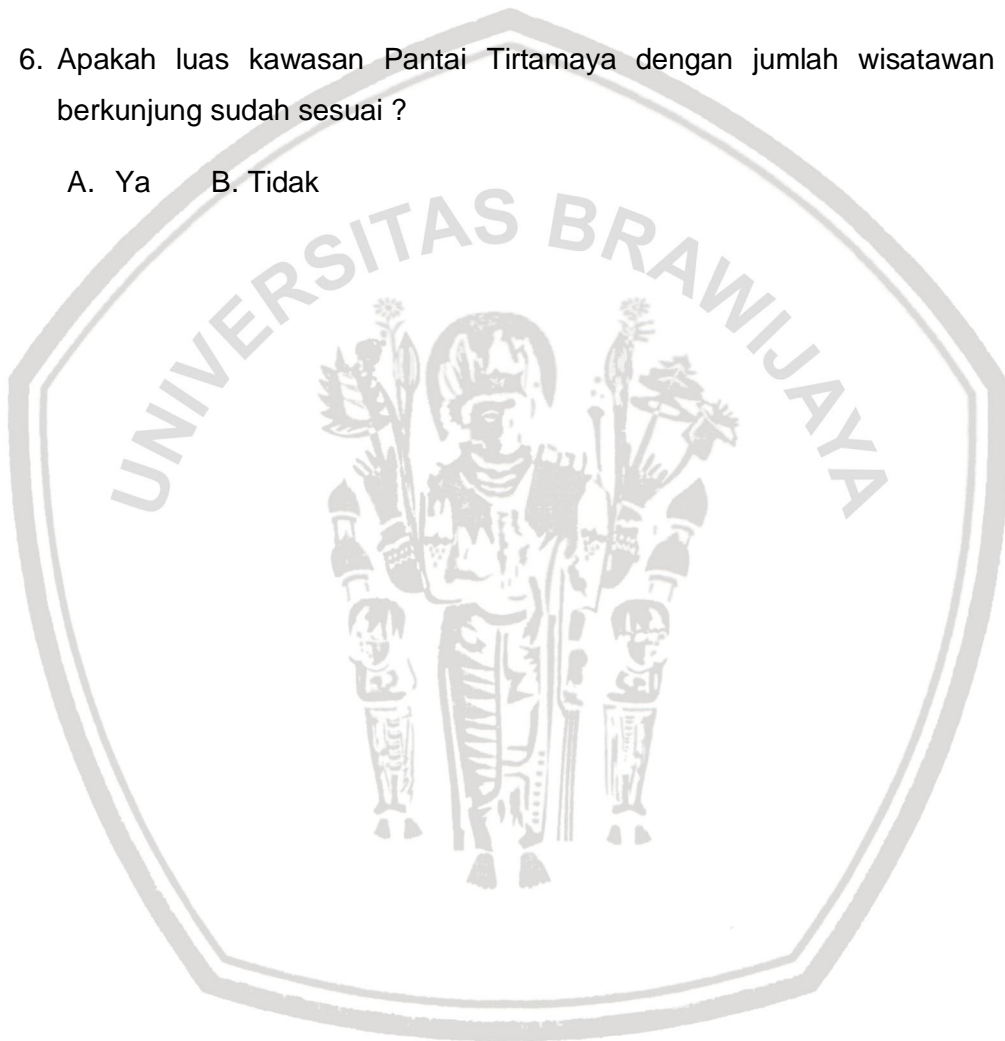 6. Apakah luas kawasan Pantai Tirtamaya dengan jumlah wisatawan
berkunjung sudah sesuai ?
A. Ya B. Tidak
UNIVERSITAS BRAWIJAYA